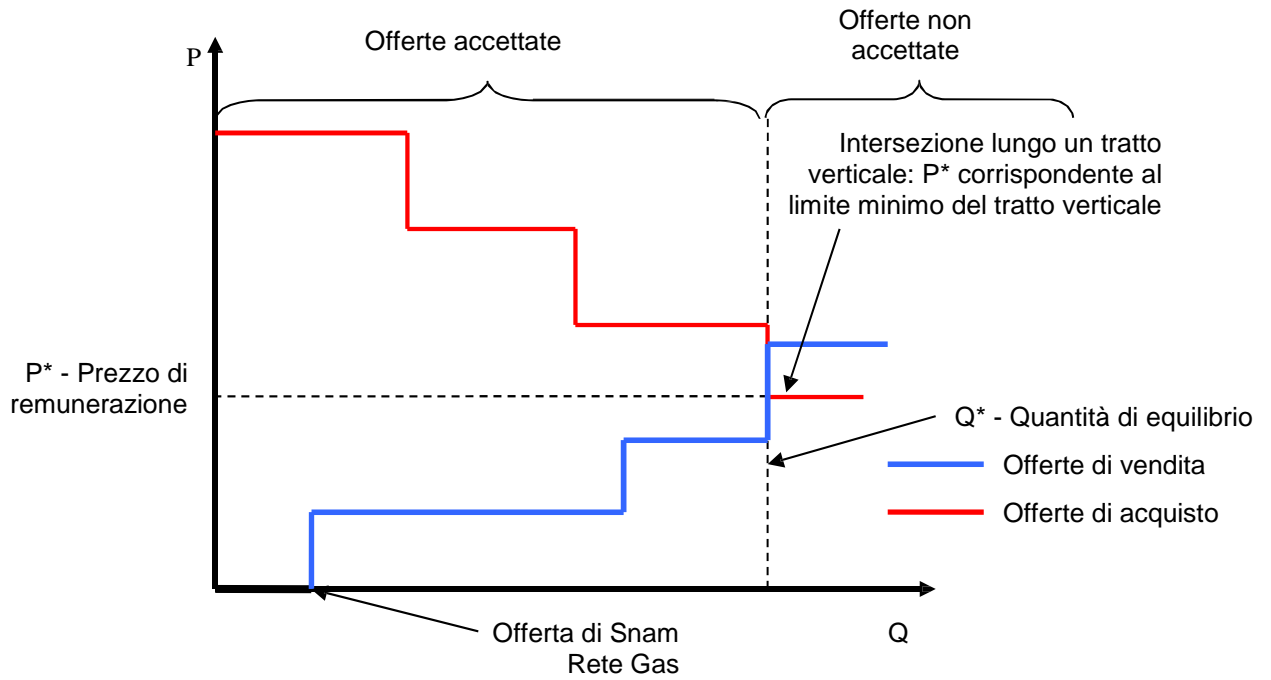 Offerte accettate
Offerte non
accettate
P
Intersezione lungo un tratto
verticale: P* corrispondente al
limite minimo del tratto verticale
P* - Prezzo di
remunerazione
Q* - Quantità di equilibrio
Offerte di vendita
Offerte di acquisto
Offerta di Snam
Rete Gas
Q